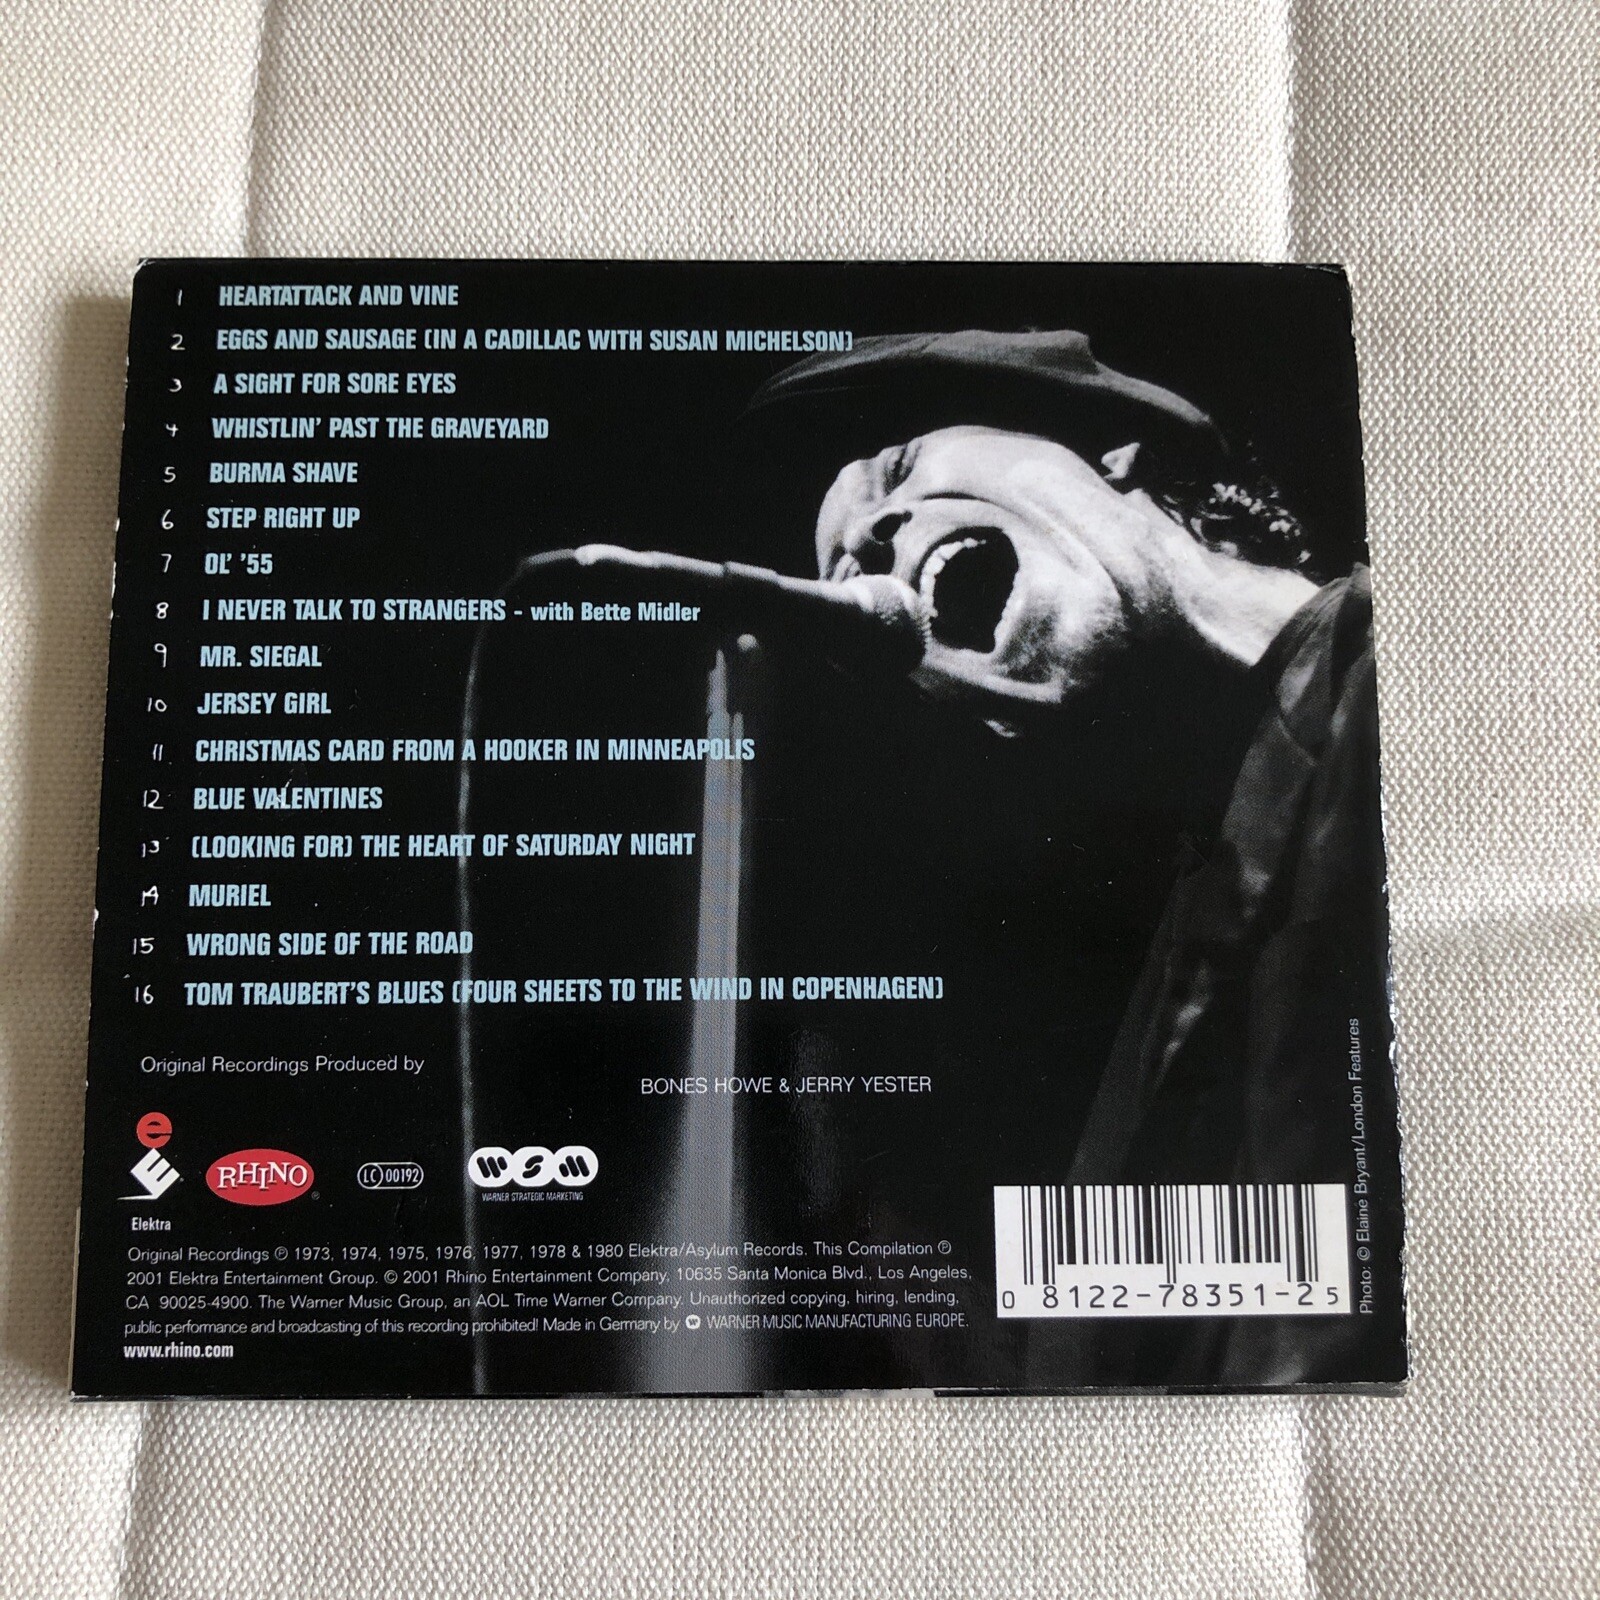 1 HEARTATTACK AND VINE
2 EGGS AND SAUSAGE (IN A CADILLAC WITH SUSAN MICHELSON)
3 A SIGHT FOR SORE EYES
4 WHISTLIN' PAST THE GRAVEYARD
5 BURMA SHAVE
6 STEP RIGHT UP
7 OL' '55
8 I NEVER TALK TO STRANGERS - with Bette Midler
9 MR. SIEGAL
10 JERSEY GIRL
11 CHRISTMAS CARD FROM A HOOKER IN MINNEAPOLIS
12 BLUE VALENTINES
13 (LOOKING FOR) THE HEART OF SATURDAY NIGHT
14 MURIEL
15 WRONG SIDE OF THE ROAD
16 TOM TRAUBERT'S BLUES (FOUR SHEETS TO THE WIND IN COPENHAGEN)
Original Recordings Produced by
BONES HOWE & JERRY YESTER
e
E
Elektra
RHINO ®
LC 00192
WSM
WARNER STRATEGIC MARKETING
Original Recordings ℗ 1973, 1974, 1975, 1976, 1977, 1978 & 1980 Elektra/Asylum Records. This Compilation ℗
2001 Elektra Entertainment Group. © 2001 Rhino Entertainment Company, 10635 Santa Monica Blvd., Los Angeles,
CA 90025-4900. The Warner Music Group, an AOL Time Warner Company. Unauthorized copying, hiring, lending,
public performance and broadcasting of this recording prohibited! Made in Germany by WARNER MUSIC MANUFACTURING EUROPE.
www.rhino.com
0 8122-78351-2 5
Photo: © Elaine Bryant/London Features